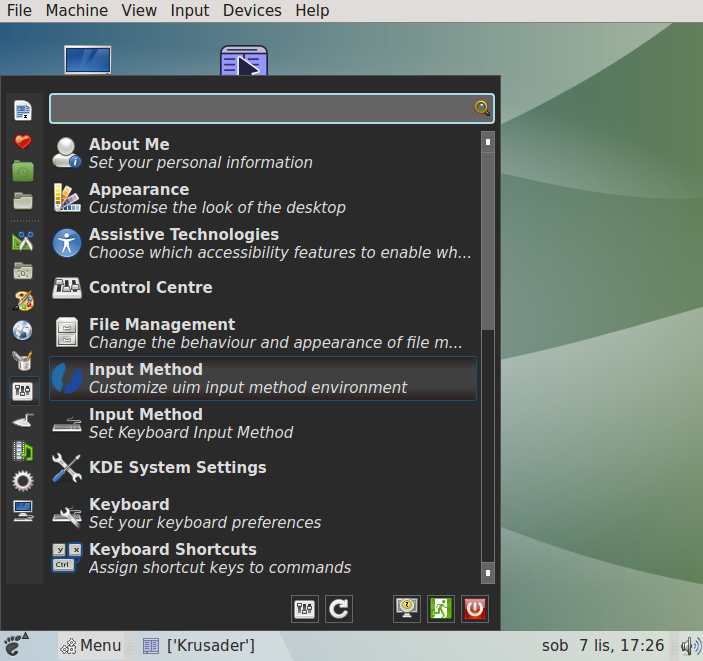 File Machine View Input Devices Help
About Me
Set your personal information
Appearance
Customise the look of the desktop
Assistive Technologies
Choose which accessibility features to enable wh...
Control Centre
File Management
Change the behaviour and appearance of file m...
Input Method
Customize uim input method environment
Input Method
Set Keyboard Input Method
KDE System Settings
Keyboard
Set your keyboard preferences
Keyboard Shortcuts
Assign shortcut keys to commands
Menu ['Krusader'] sob 7 lis, 17:26